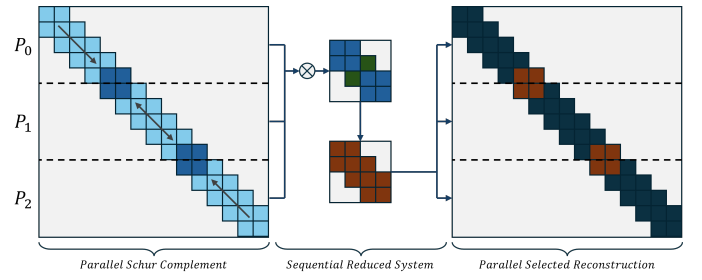 P0
P1
P2
Parallel Schur Complement
Sequential Reduced System
Parallel Selected Reconstruction